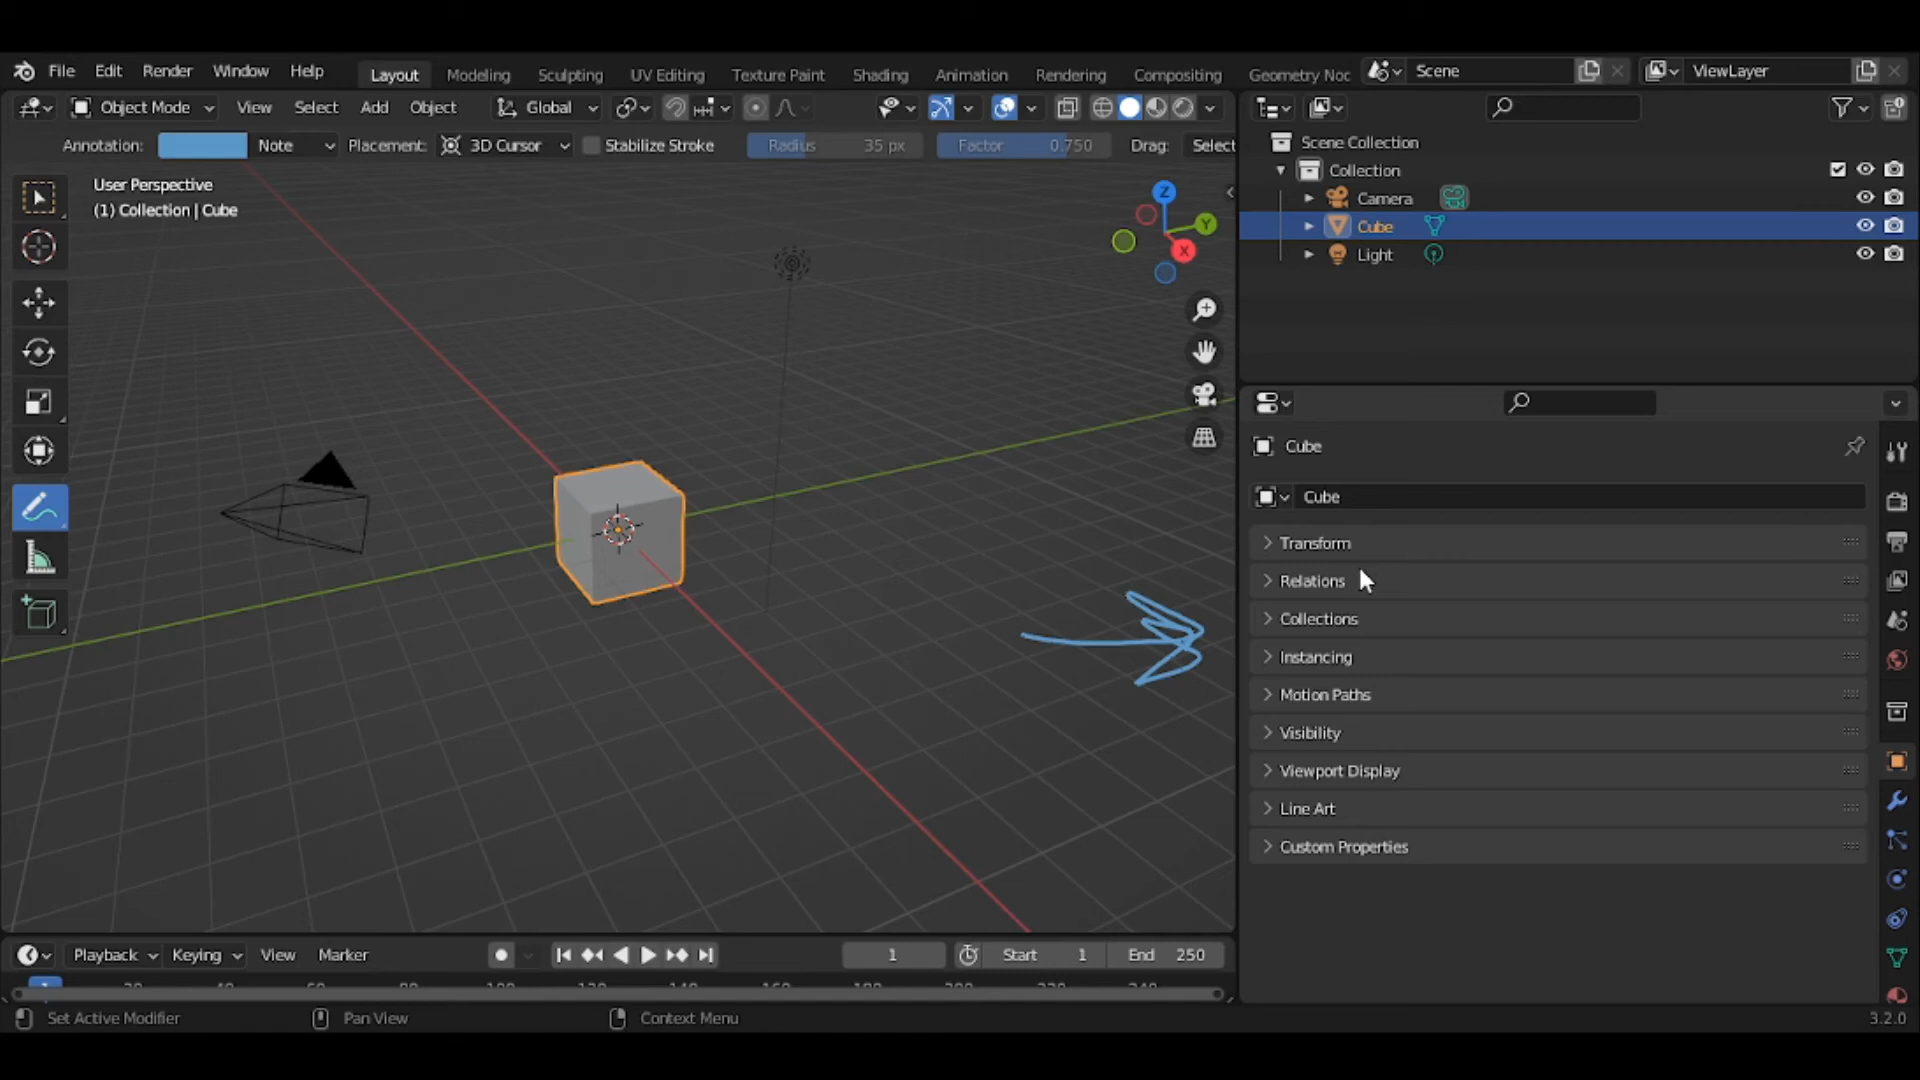 File Edit Render Window Help Layout Modeling Sculpting UV Editing Texture Paint Shading Animation Rendering Compositing Geometry Noc Scene ViewLayer
Object Mode View Select Add Object Global
Annotation: Note Placement: 3D Cursor Stabilize Stroke Radius 35 px Factor 0.750 Drag: Select
User Perspective
(1) Collection | Cube
Z
Y
X
Scene Collection
Collection
Camera
Cube
Light
Cube
Cube
Transform
Relations
Collections
Instancing
Motion Paths
Visibility
Viewport Display
Line Art
Custom Properties
Playback Keying View Marker 1 Start 1 End 250
Set Active Modifier Pan View Context Menu 3.2.0